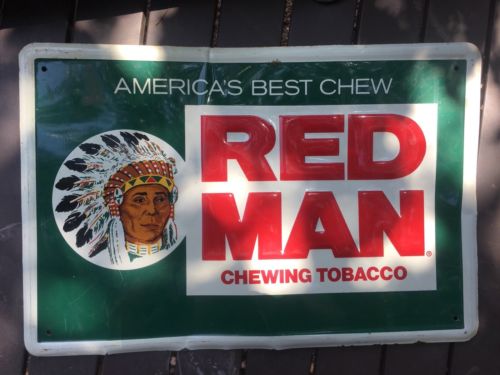 AMERICA'S BEST CHEW
RED
MAN®
CHEWING TOBACCO